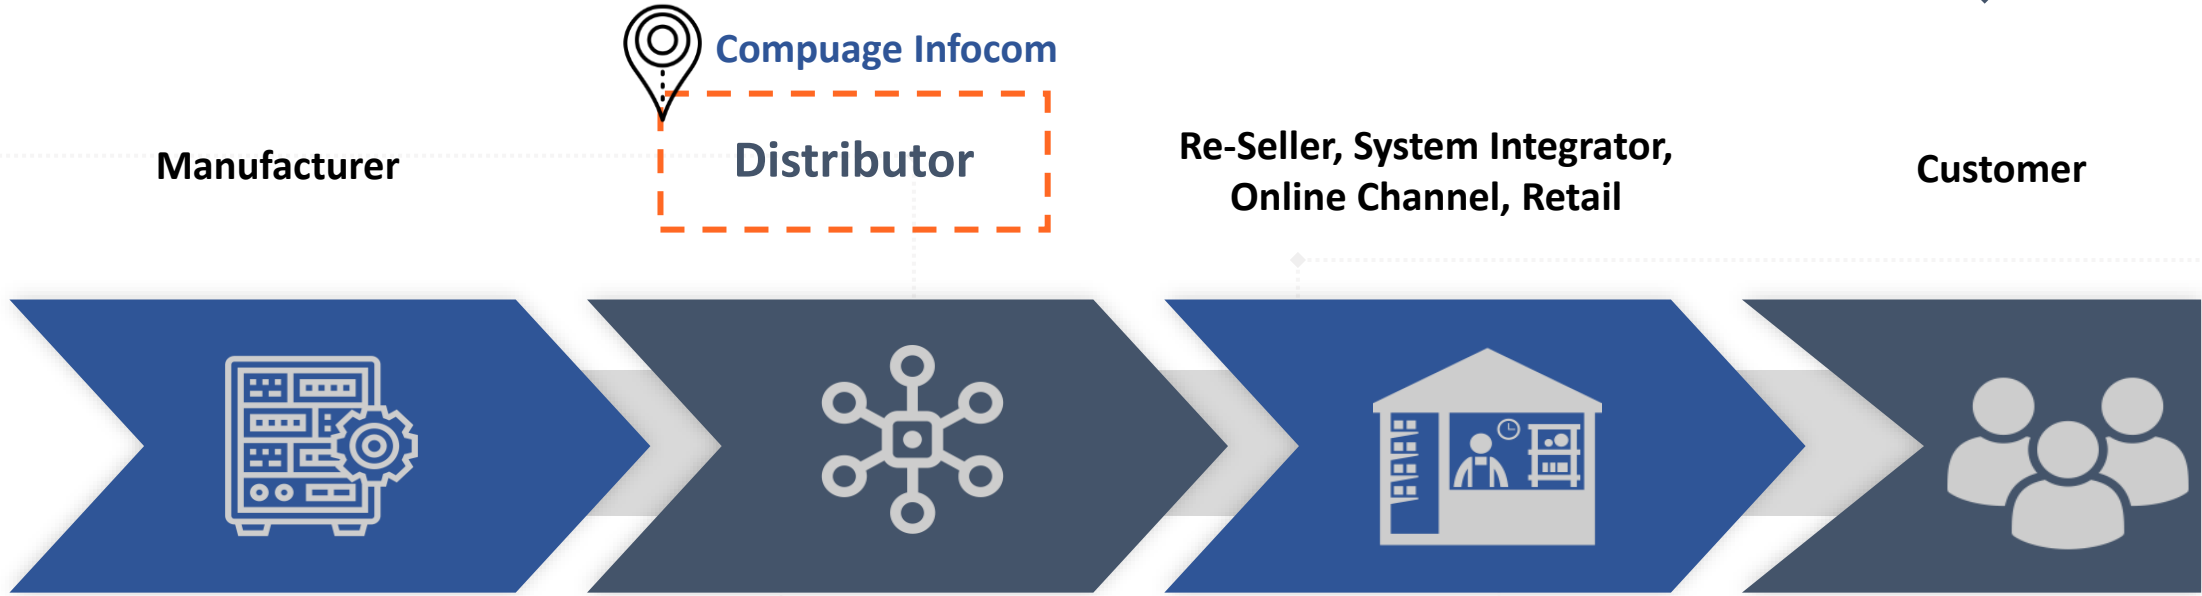 Compuage Infocom
Manufacturer
Distributor
Re-Seller, System Integrator,
Online Channel, Retail
Customer